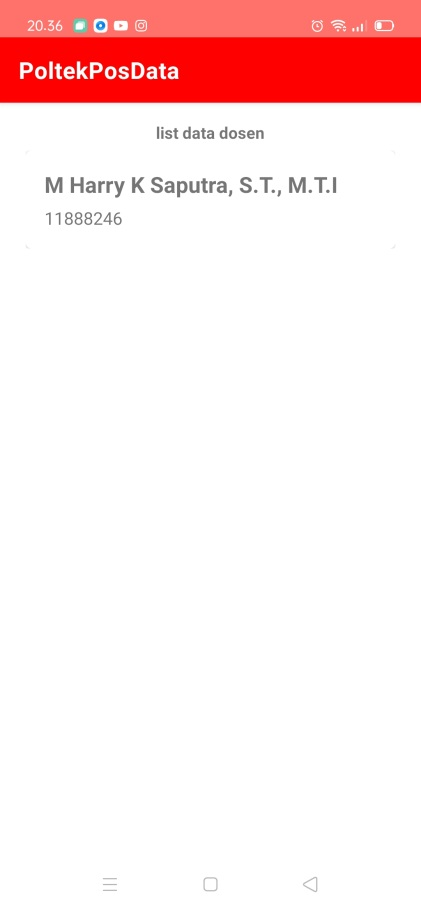 20.36
PoltekPosData
list data dosen
M Harry K Saputra, S.T., M.T.I
11888246